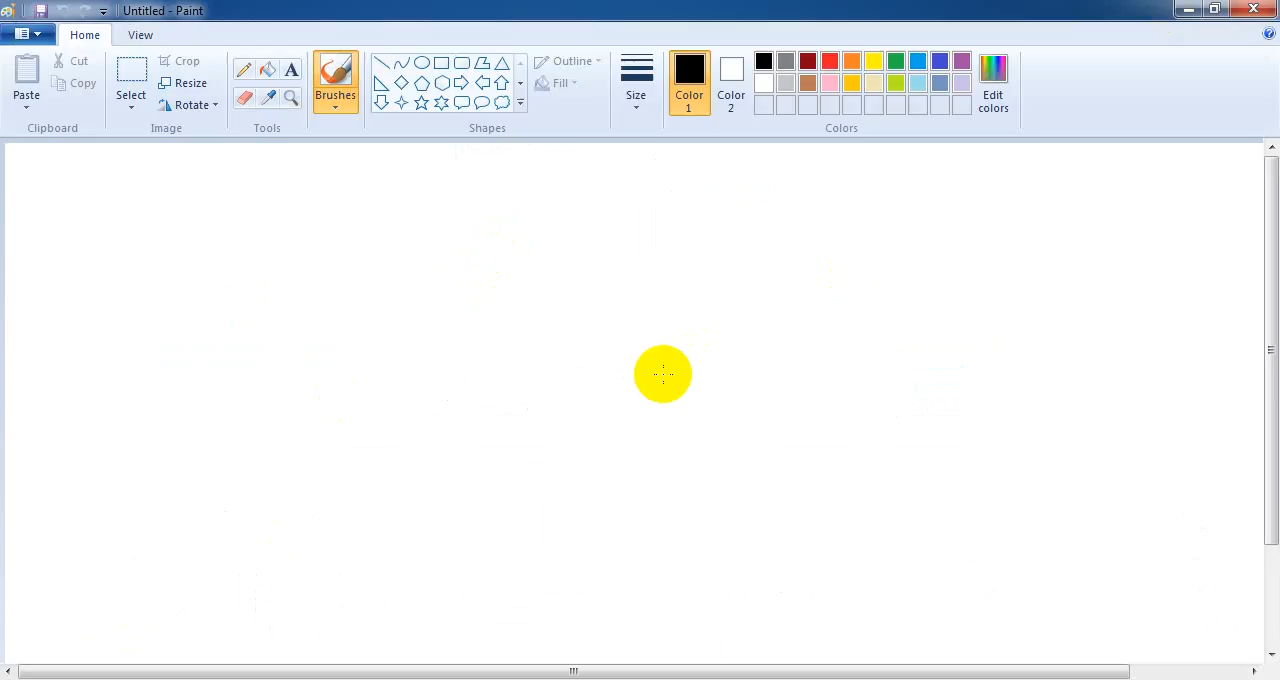 Untitled - Paint
Home View
Paste
Cut
Copy
Clipboard
Select
Crop
Resize
Rotate
Image
A
Tools
Brushes
Outline
Fill
Shapes
Size
Color
1
Color
2
Edit
colors
Colors